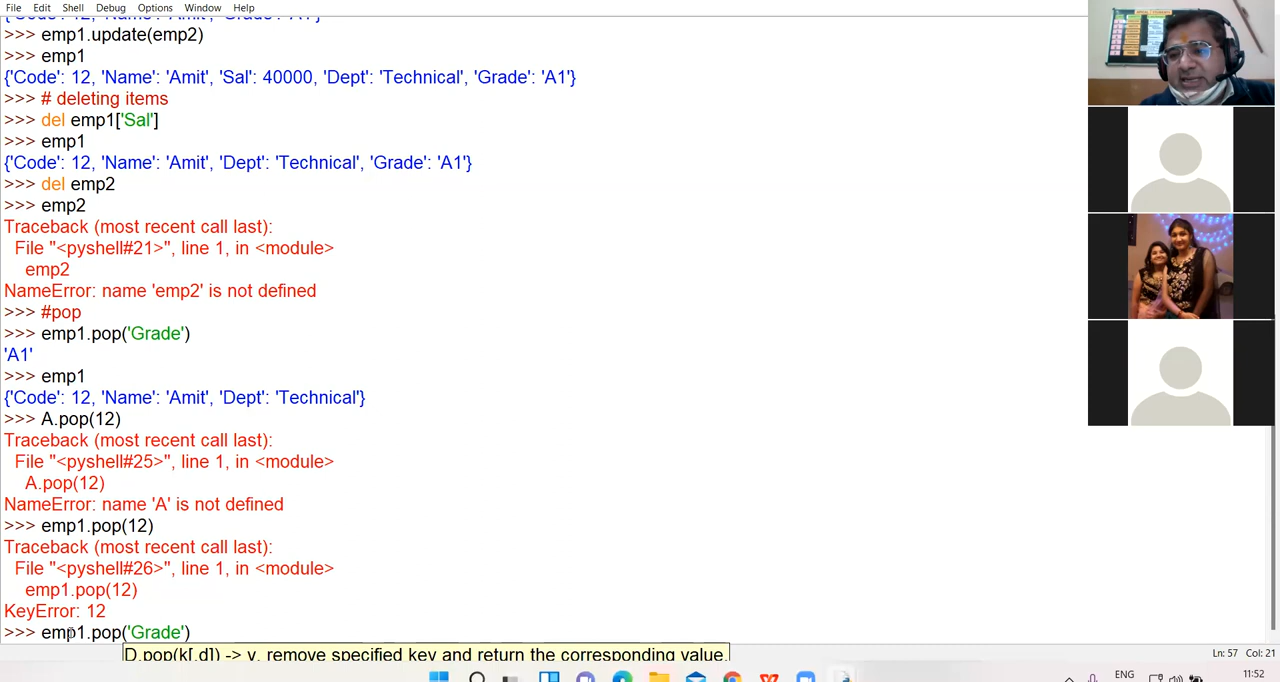 File Edit Shell Debug Options Window Help
>>> emp1.update(emp2)
>>> emp1
{'Code': 12, 'Name': 'Amit', 'Sal': 40000, 'Dept': 'Technical', 'Grade': 'A1'}
>>> # deleting items
>>> del emp1['Sal']
>>> emp1
{'Code': 12, 'Name': 'Amit', 'Dept': 'Technical', 'Grade': 'A1'}
>>> del emp2
>>> emp2
Traceback (most recent call last):
  File "<pyshell#21>", line 1, in <module>
    emp2
NameError: name 'emp2' is not defined
>>> #pop
>>> emp1.pop('Grade')
'A1'
>>> emp1
{'Code': 12, 'Name': 'Amit', 'Dept': 'Technical'}
>>> A.pop(12)
Traceback (most recent call last):
  File "<pyshell#25>", line 1, in <module>
    A.pop(12)
NameError: name 'A' is not defined
>>> emp1.pop(12)
Traceback (most recent call last):
  File "<pyshell#26>", line 1, in <module>
    emp1.pop(12)
KeyError: 12
>>> emp1.pop('Grade')
D.pop(k[,d]) -> v, remove specified key and return the corresponding value.
Ln: 57 Col: 21
ENG
11:52